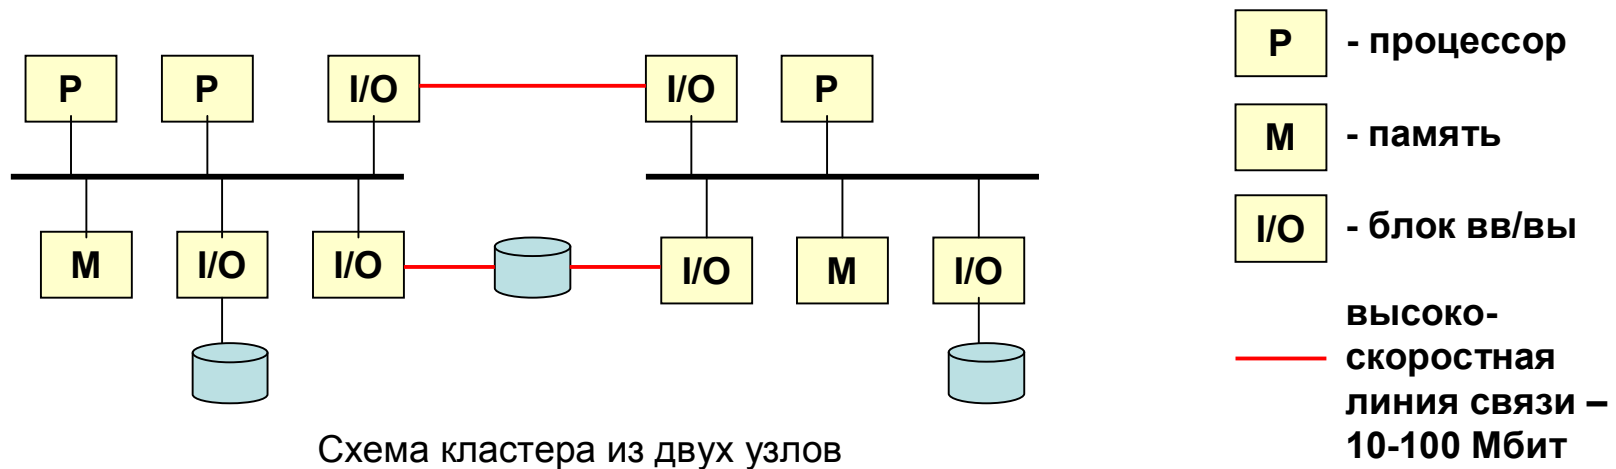 P P I/O I/O P
M I/O I/O I/O M I/O
Схема кластера из двух узлов
P - процессор
M - память
I/O - блок вв/вы
высоко-
скоростная
линия связи –
10-100 Мбит